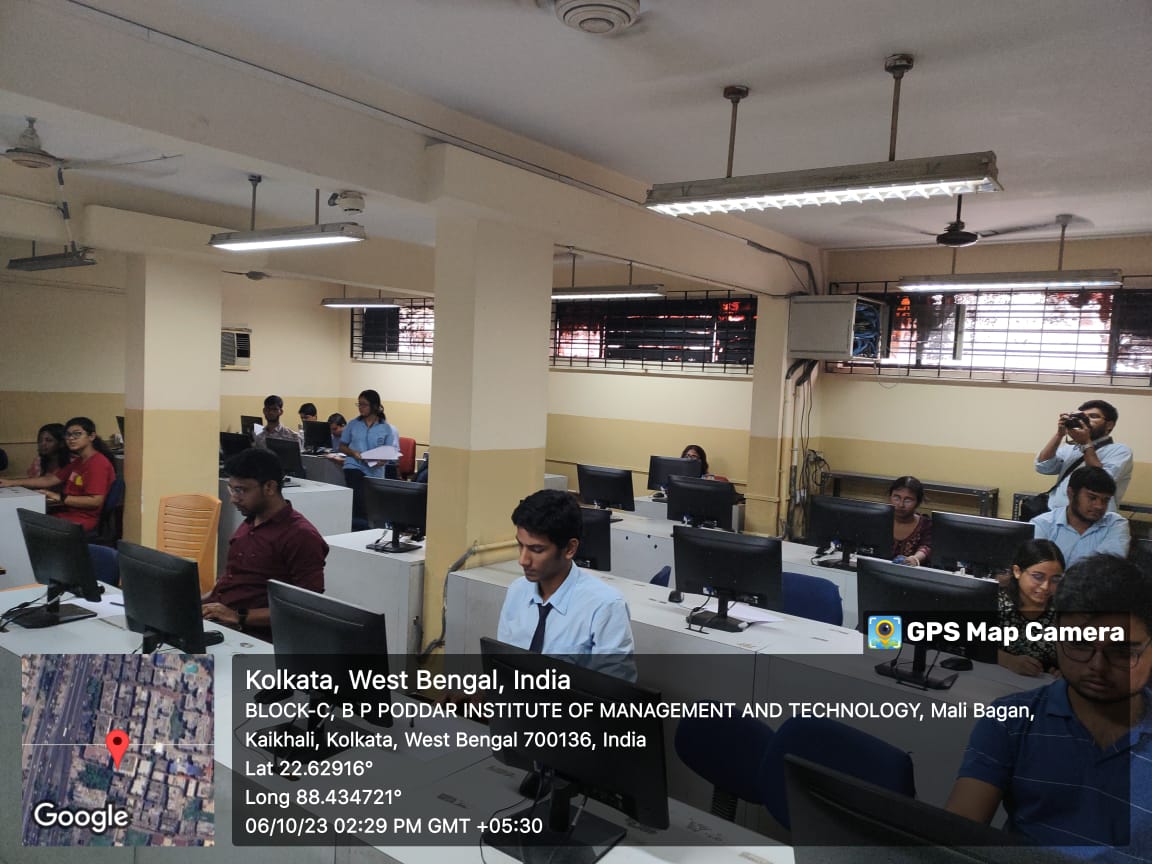 GPS Map Camera
Kolkata, West Bengal, India
BLOCK-C, B P PODDAR INSTITUTE OF MANAGEMENT AND TECHNOLOGY, Mali Bagan,
Kaikhali, Kolkata, West Bengal 700136, India
Lat 22.62916°
Long 88.434721°
06/10/23 02:29 PM GMT +05:30
Google